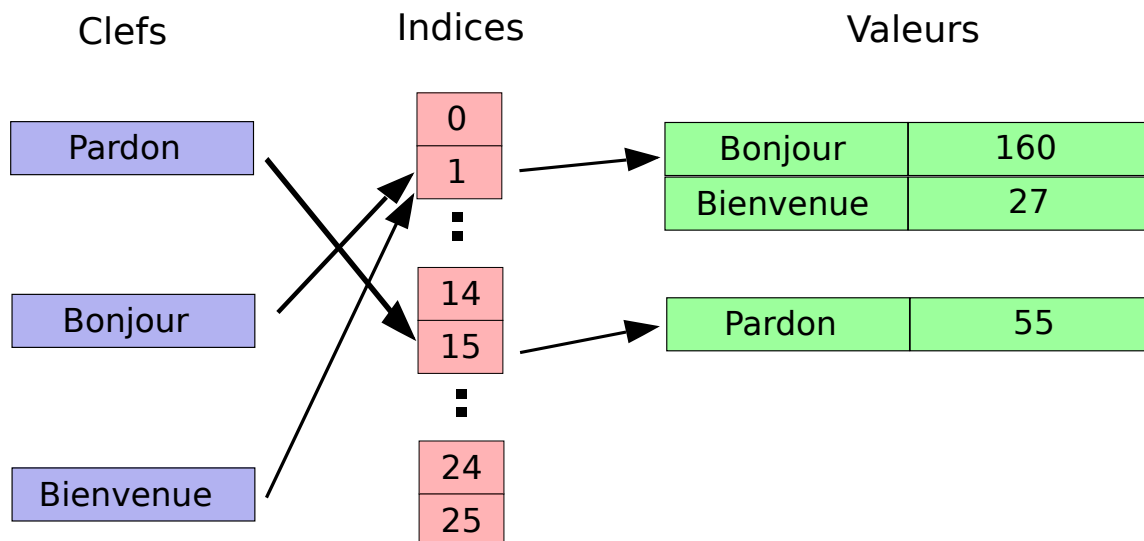 Clefs Indices Valeurs
0
Pardon 1 Bonjour 160
Bienvenue 27
14
Bonjour 15 Pardon 55
24
Bienvenue 25